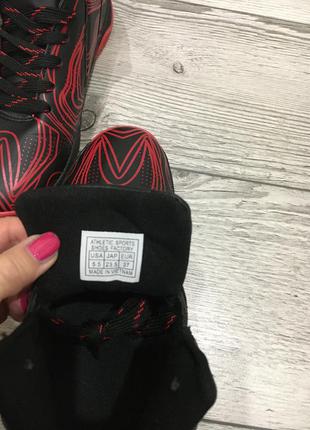 ATHLETIC SPORTS
SHOES FACTORY
USA JAP EUR
5.5 23.5 37
MADE IN VIETNAM